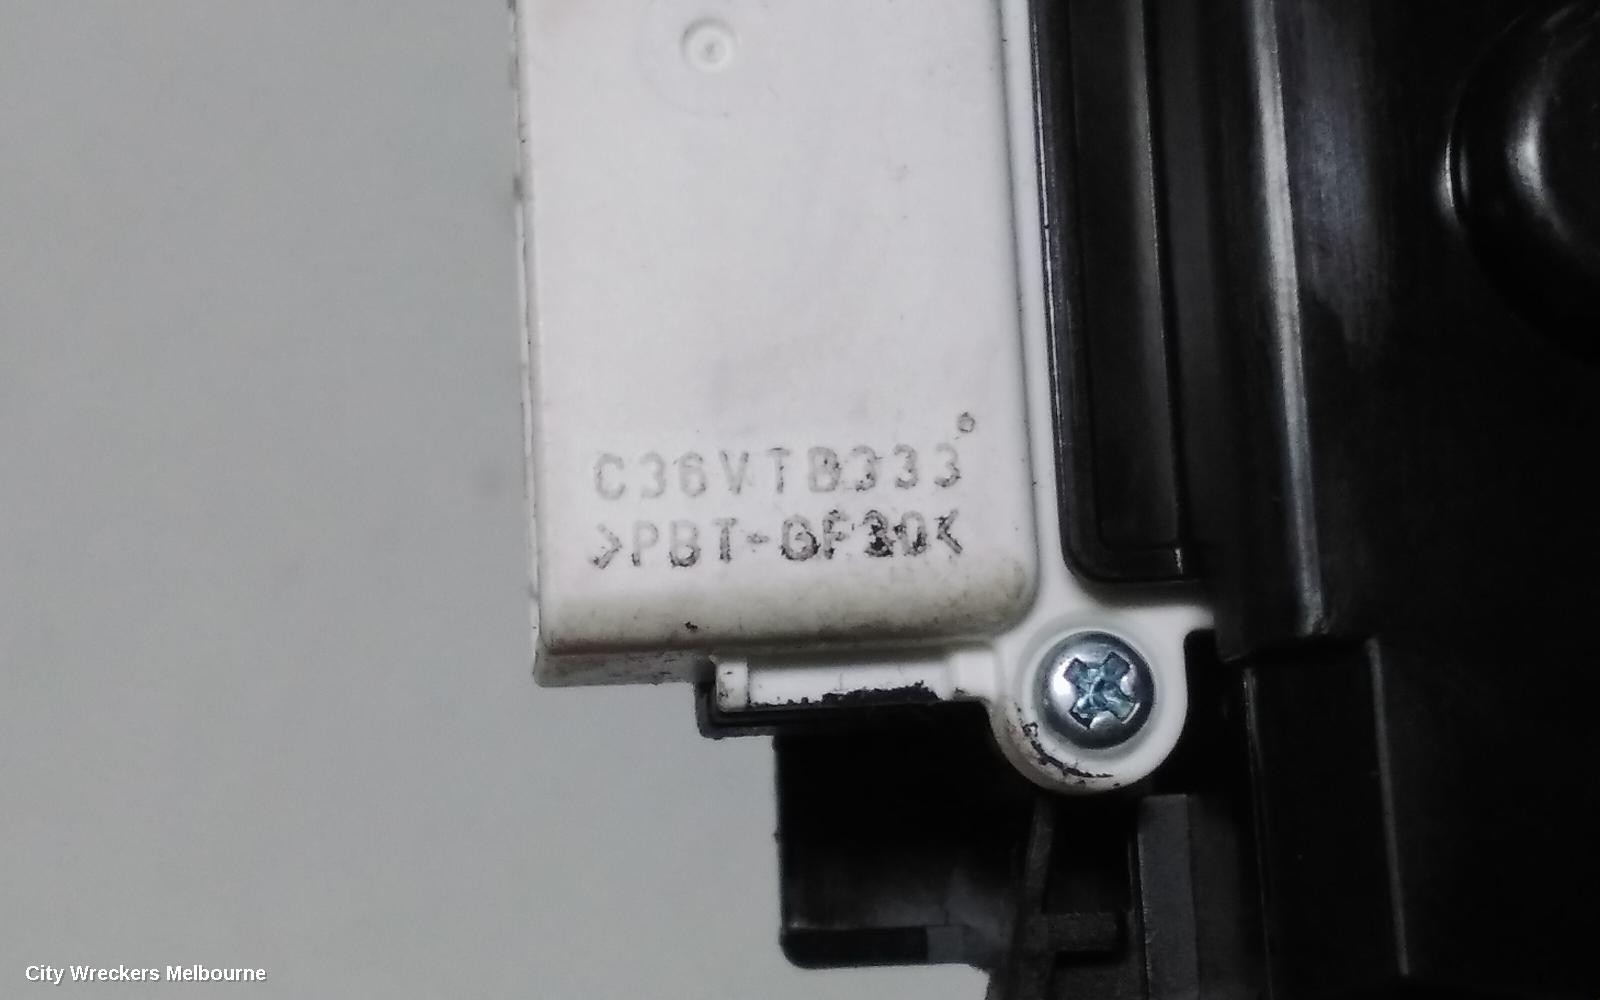 C36VTB333
>PBT-GF30<
City Wreckers Melbourne